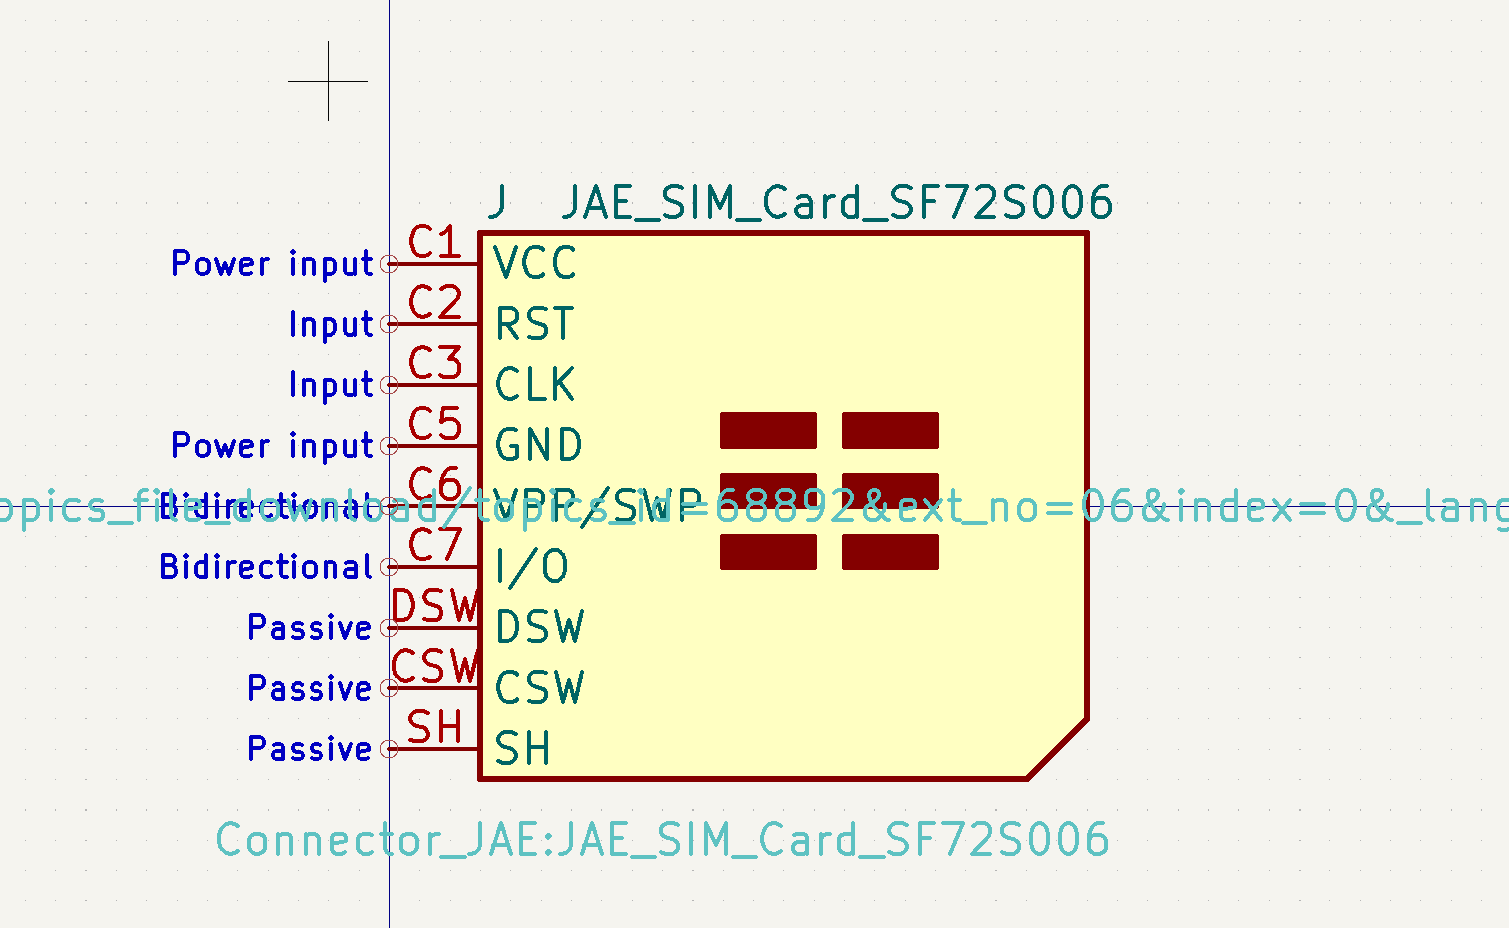 J JAE_SIM_Card_SF72S006
Power input C1 VCC
Input C2 RST
Input C3 CLK
Power input C5 GND
Bidirectional C6 VPP/SWP
opics_file_download/topics_id=68892&ext_no=06&index=0&_lang
Bidirectional C7 I/O
Passive DSW DSW
Passive CSW CSW
Passive SH SH
Connector_JAE:JAE_SIM_Card_SF72S006